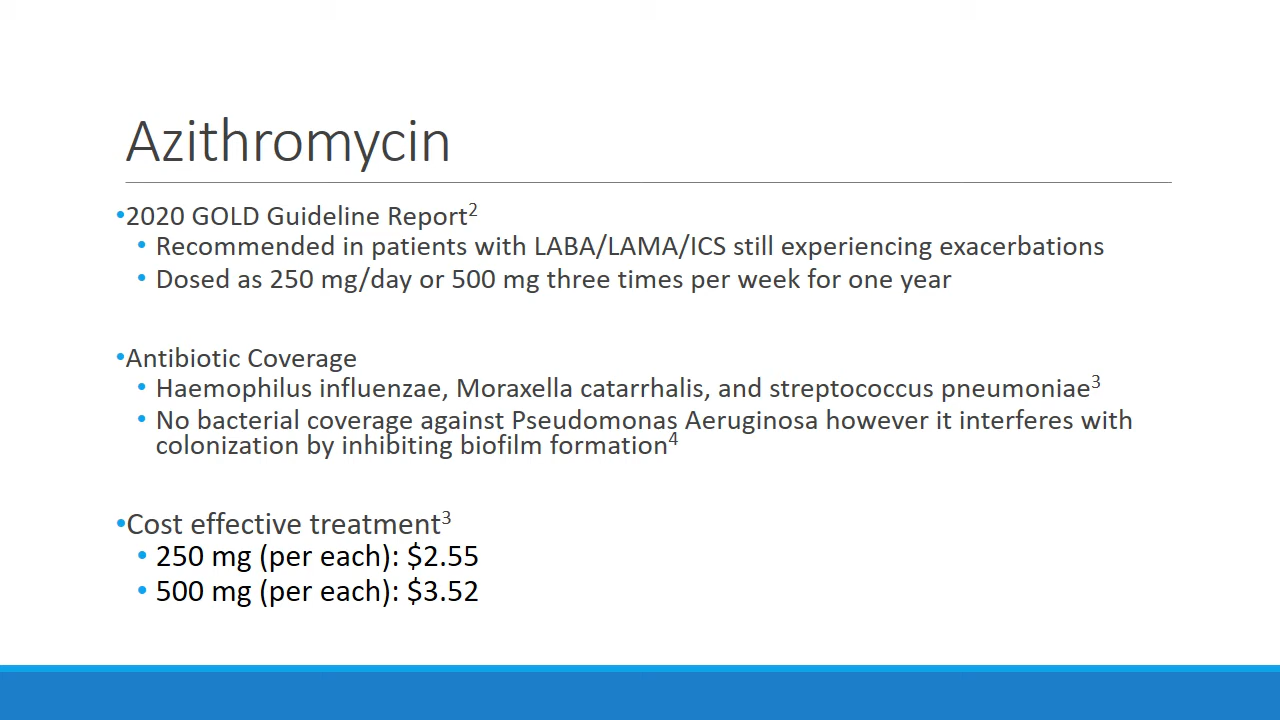 Azithromycin
•2020 GOLD Guideline Report²
• Recommended in patients with LABA/LAMA/ICS still experiencing exacerbations
• Dosed as 250 mg/day or 500 mg three times per week for one year
•Antibiotic Coverage
• Haemophilus influenzae, Moraxella catarrhalis, and streptococcus pneumoniae³
• No bacterial coverage against Pseudomonas Aeruginosa however it interferes with
colonization by inhibiting biofilm formation⁴
•Cost effective treatment³
• 250 mg (per each): $2.55
• 500 mg (per each): $3.52